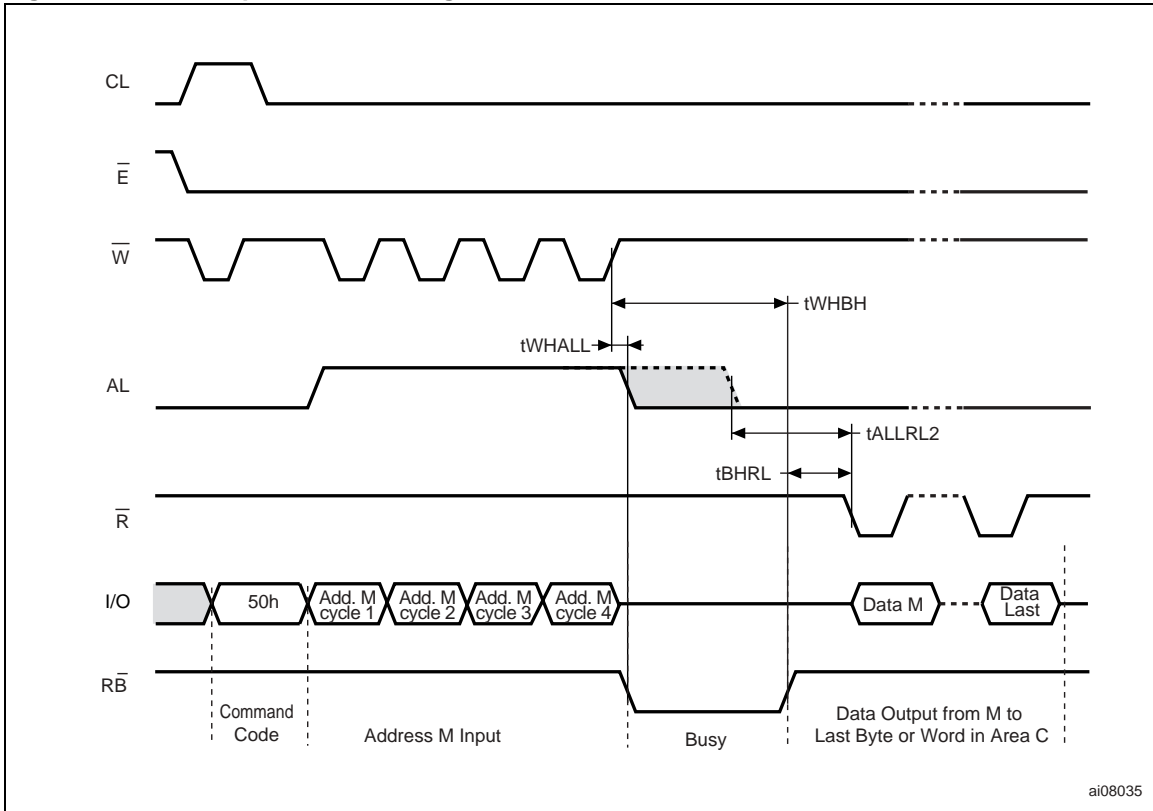 CL
E
W
tWHBH
tWHALL
AL
tALLRL2
tBHRL
R
I/O
50h
Add. M
cycle 1
Add. M
cycle 2
Add. M
cycle 3
Add. M
cycle 4
Data M
Data
Last
RB
Command
Code
Address M Input
Busy
Data Output from M to
Last Byte or Word in Area C
ai08035